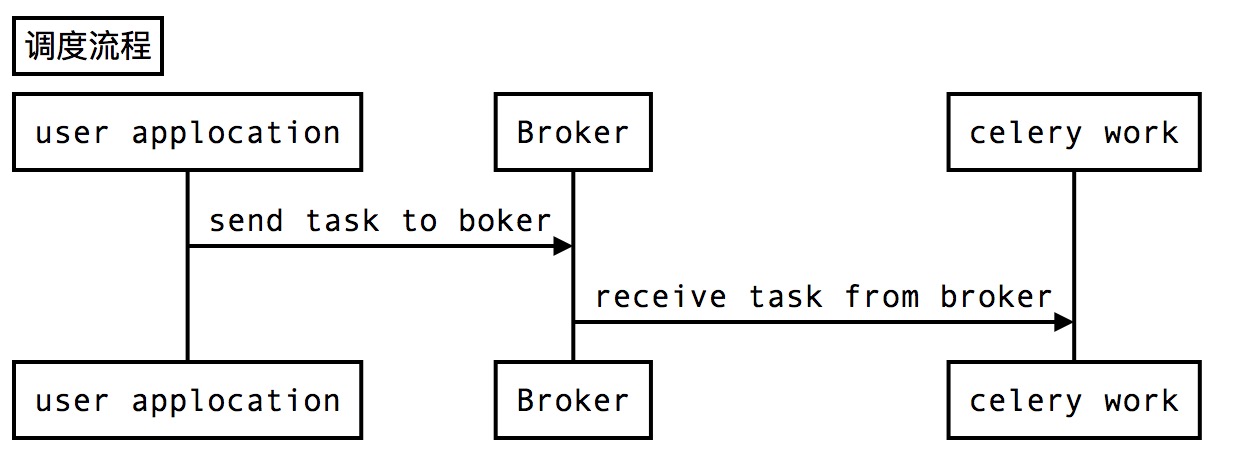 调度流程
user applocation
Broker
celery work
send task to boker
receive task from broker
user applocation
Broker
celery work